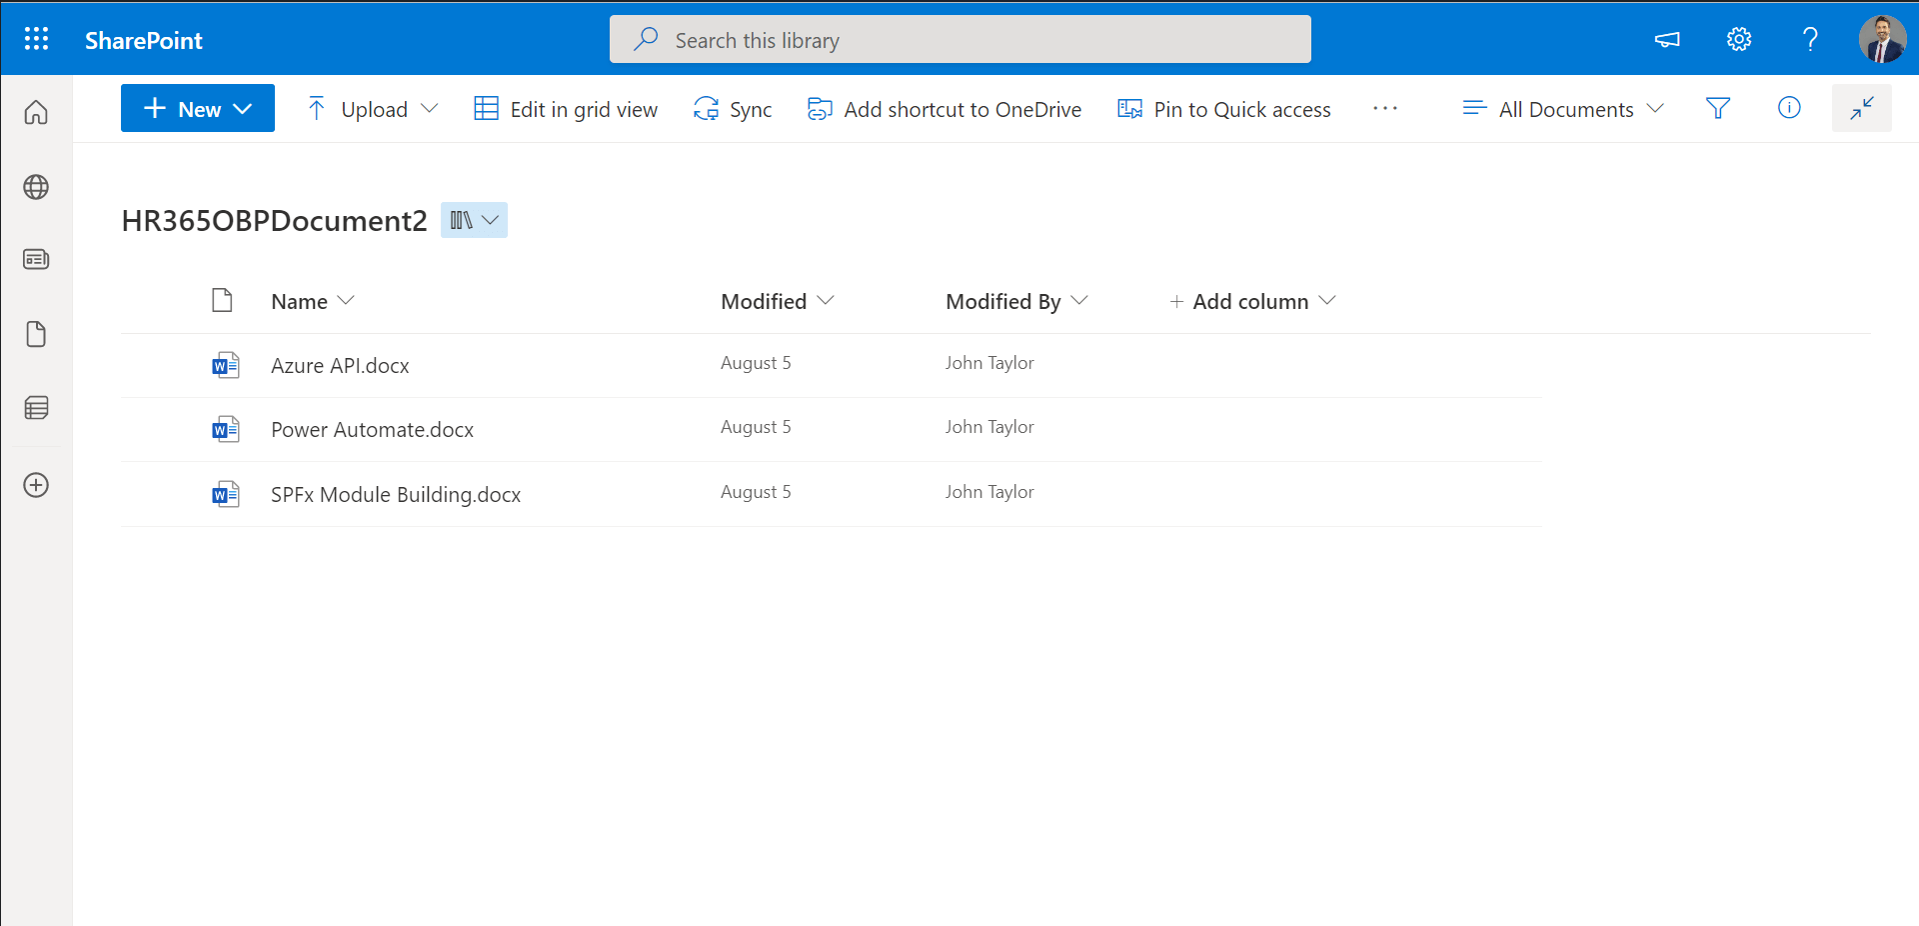 SharePoint
Search this library
New
Upload
Edit in grid view
Sync
Add shortcut to OneDrive
Pin to Quick access
All Documents
HR365OBPDocument2
Name Modified Modified By + Add column
Azure API.docx August 5 John Taylor
Power Automate.docx August 5 John Taylor
SPFx Module Building.docx August 5 John Taylor